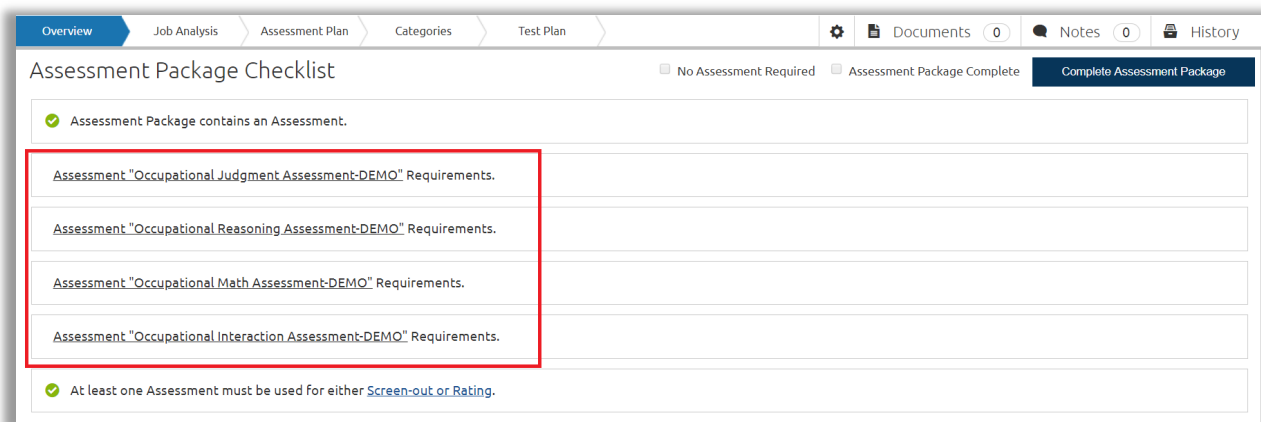 Overview Job Analysis Assessment Plan Categories Test Plan Documents 0 Notes 0 History
Assessment Package Checklist No Assessment Required Assessment Package Complete Complete Assessment Package
Assessment Package contains an Assessment.
Assessment "Occupational Judgment Assessment-DEMO" Requirements.
Assessment "Occupational Reasoning Assessment-DEMO" Requirements.
Assessment "Occupational Math Assessment-DEMO" Requirements.
Assessment "Occupational Interaction Assessment-DEMO" Requirements.
At least one Assessment must be used for either Screen-out or Rating.